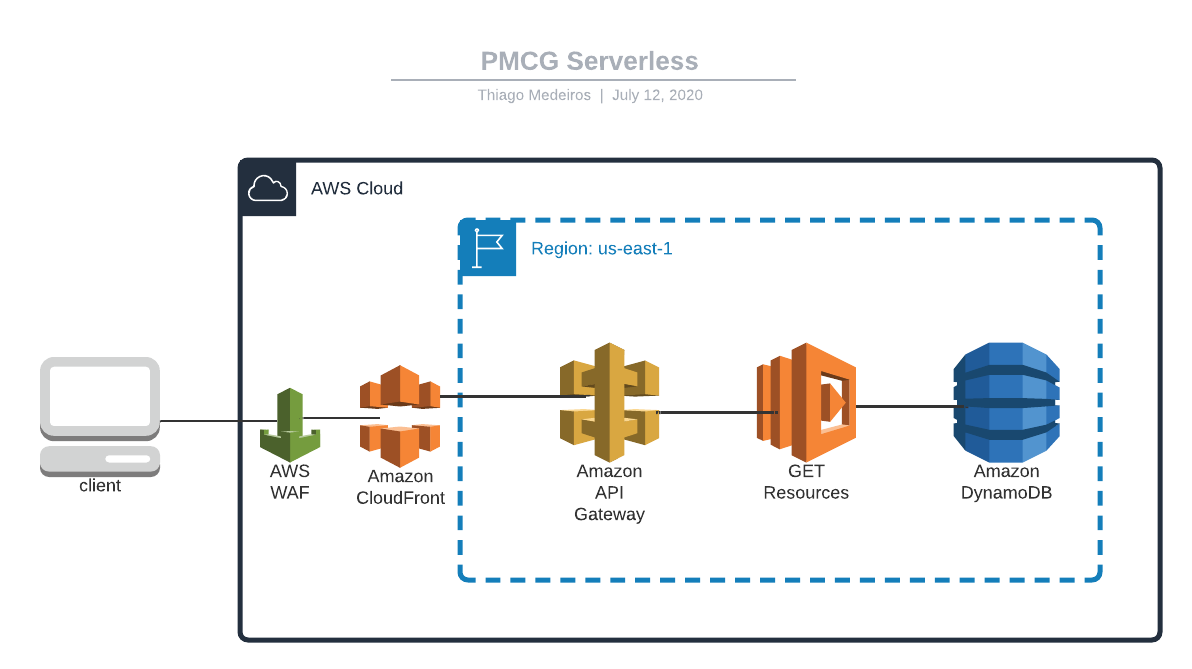 PMCG Serverless
Thiago Medeiros | July 12, 2020
AWS Cloud
Region: us-east-1
client
AWS
WAF
Amazon
CloudFront
Amazon
API
Gateway
GET
Resources
Amazon
DynamoDB